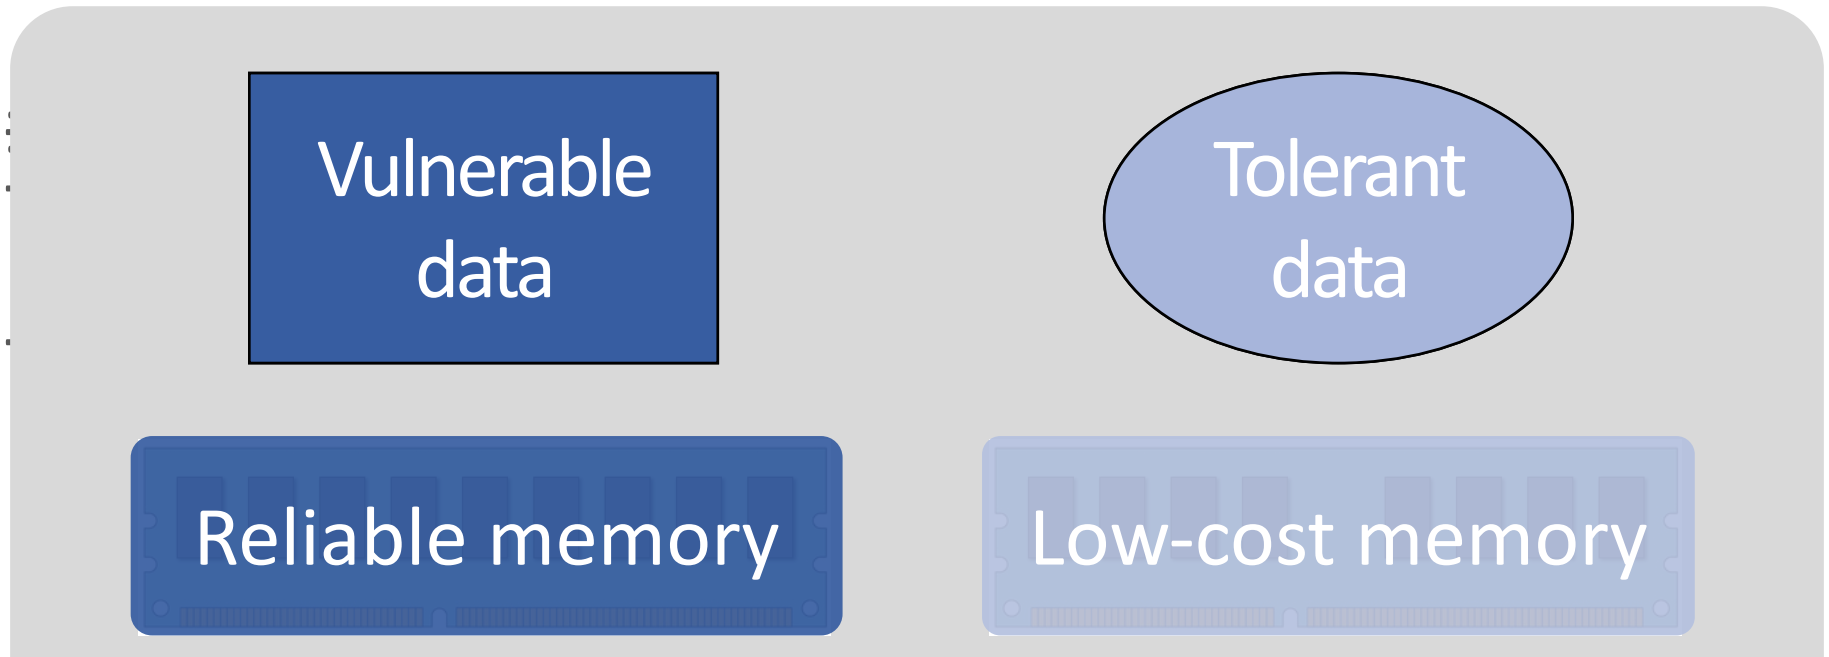 Vulnerable
data
Tolerant
data
Reliable memory
Low-cost memory